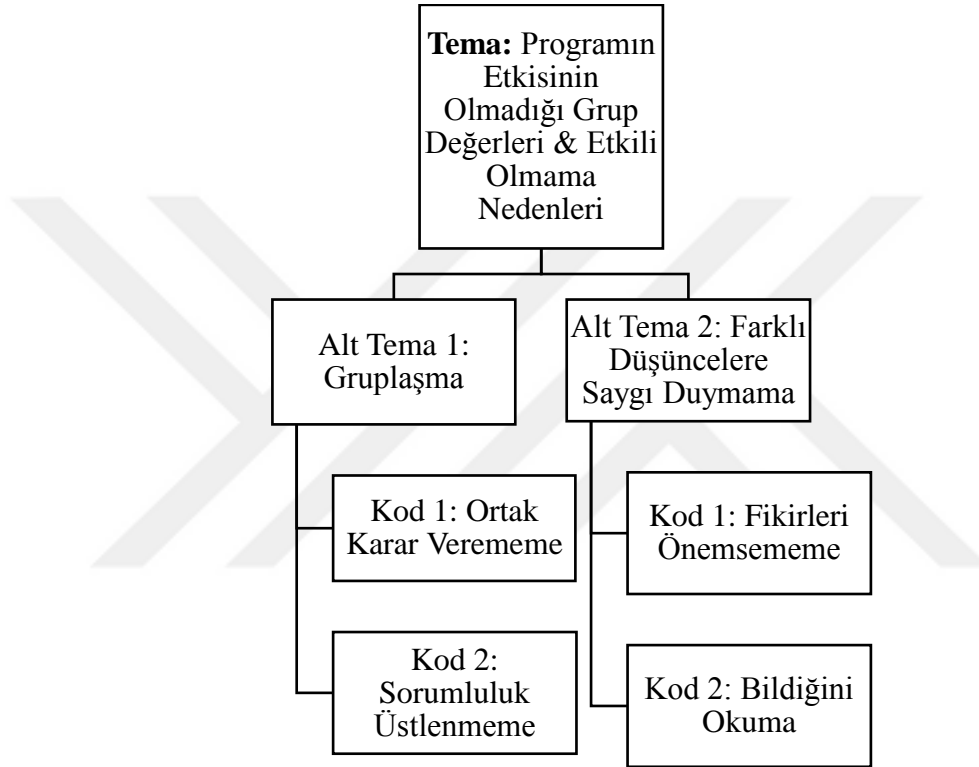 Tema: Programın
Etkisinin
Olmadığı Grup
Değerleri & Etkili
Olmama
Nedenleri
Alt Tema 1:
Gruplaşma
Kod 1: Ortak
Karar Verememe
Kod 2:
Sorumluluk
Üstlenmeme
Alt Tema 2: Farklı
Düşüncelere
Saygı Duymama
Kod 1: Fikirleri
Önemsememe
Kod 2: Bildiğini
Okuma